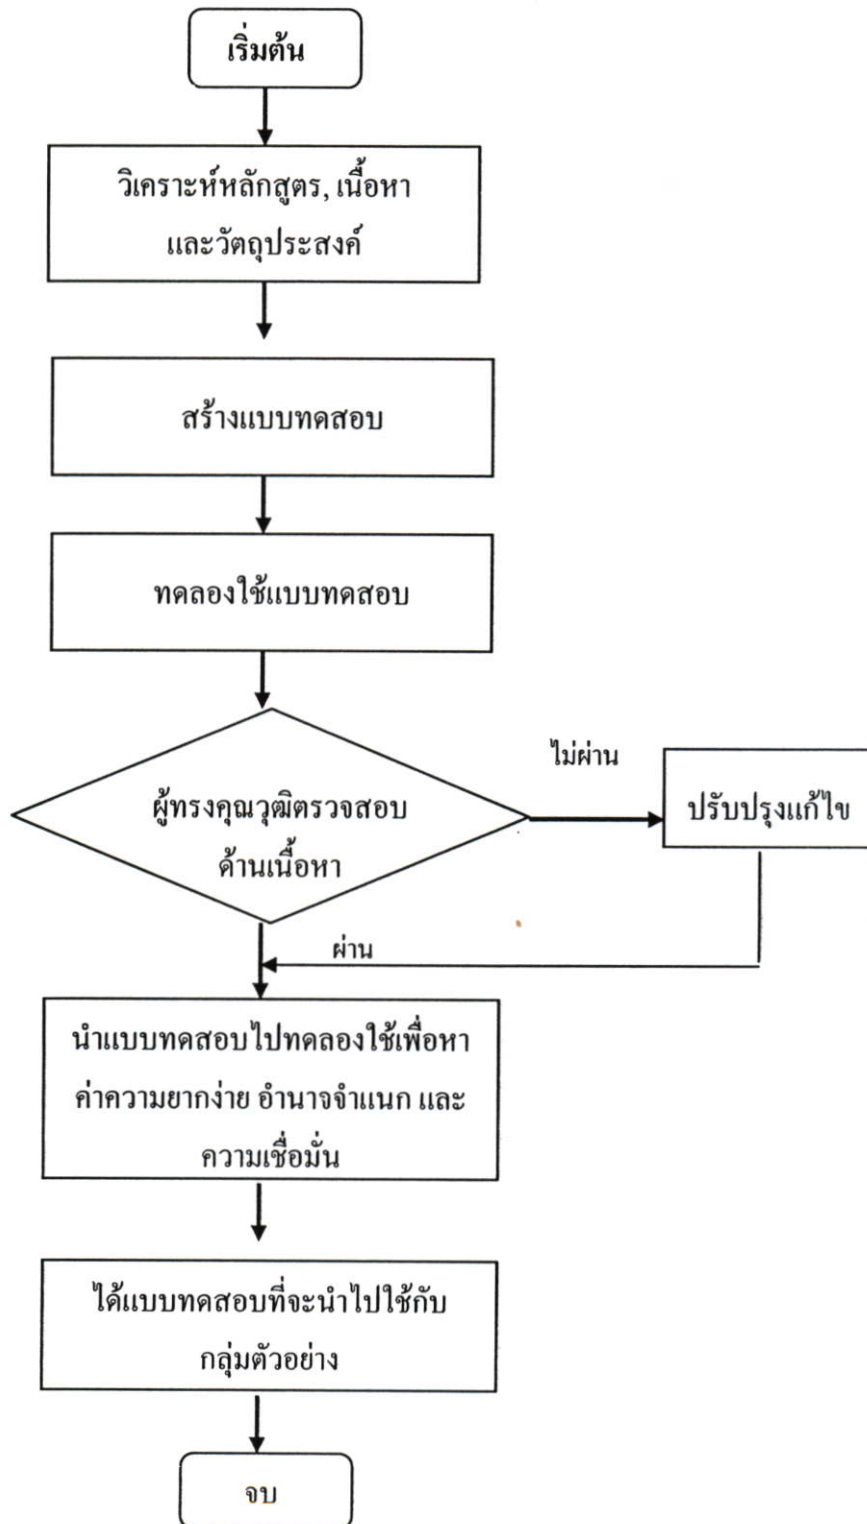 เริ่มต้น
วิเคราะห์หลักสูตร, เนื้อหา
และวัตถุประสงค์
สร้างแบบทดสอบ
ทดลองใช้แบบทดสอบ
ผู้ทรงคุณวุฒิตรวจสอบ
ด้านเนื้อหา
ไม่ผ่าน
ปรับปรุงแก้ไข
ผ่าน
นำแบบทดสอบไปทดลองใช้เพื่อหา
ค่าความยากง่าย อำนาจจำแนก และ
ความเชื่อมั่น
ได้แบบทดสอบที่จะนำไปใช้กับ
กลุ่มตัวอย่าง
จบ